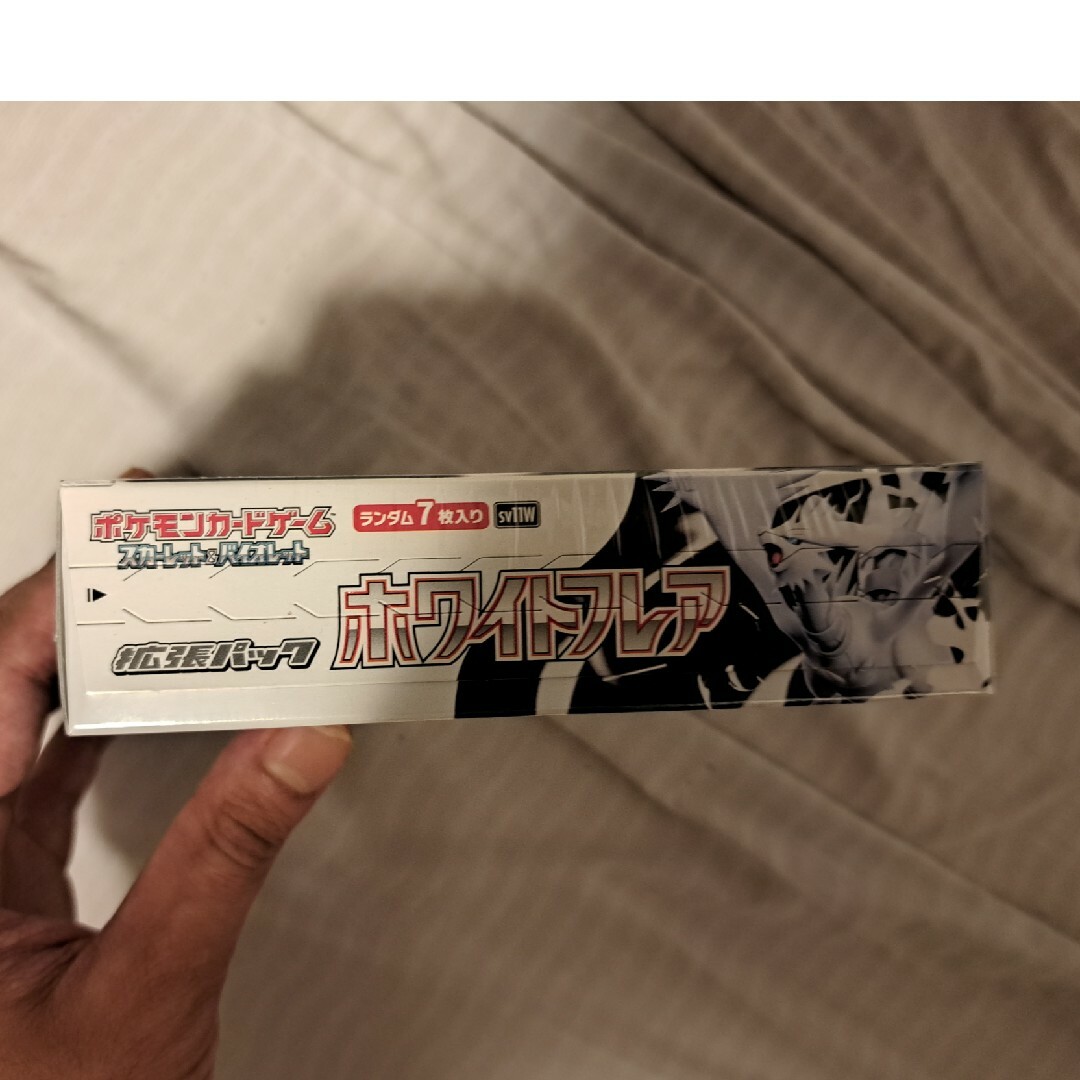 ポケモンカードゲーム
スカーレット&バイオレット
ランダム7枚入り SV11W
拡張パック ホワイトフレア